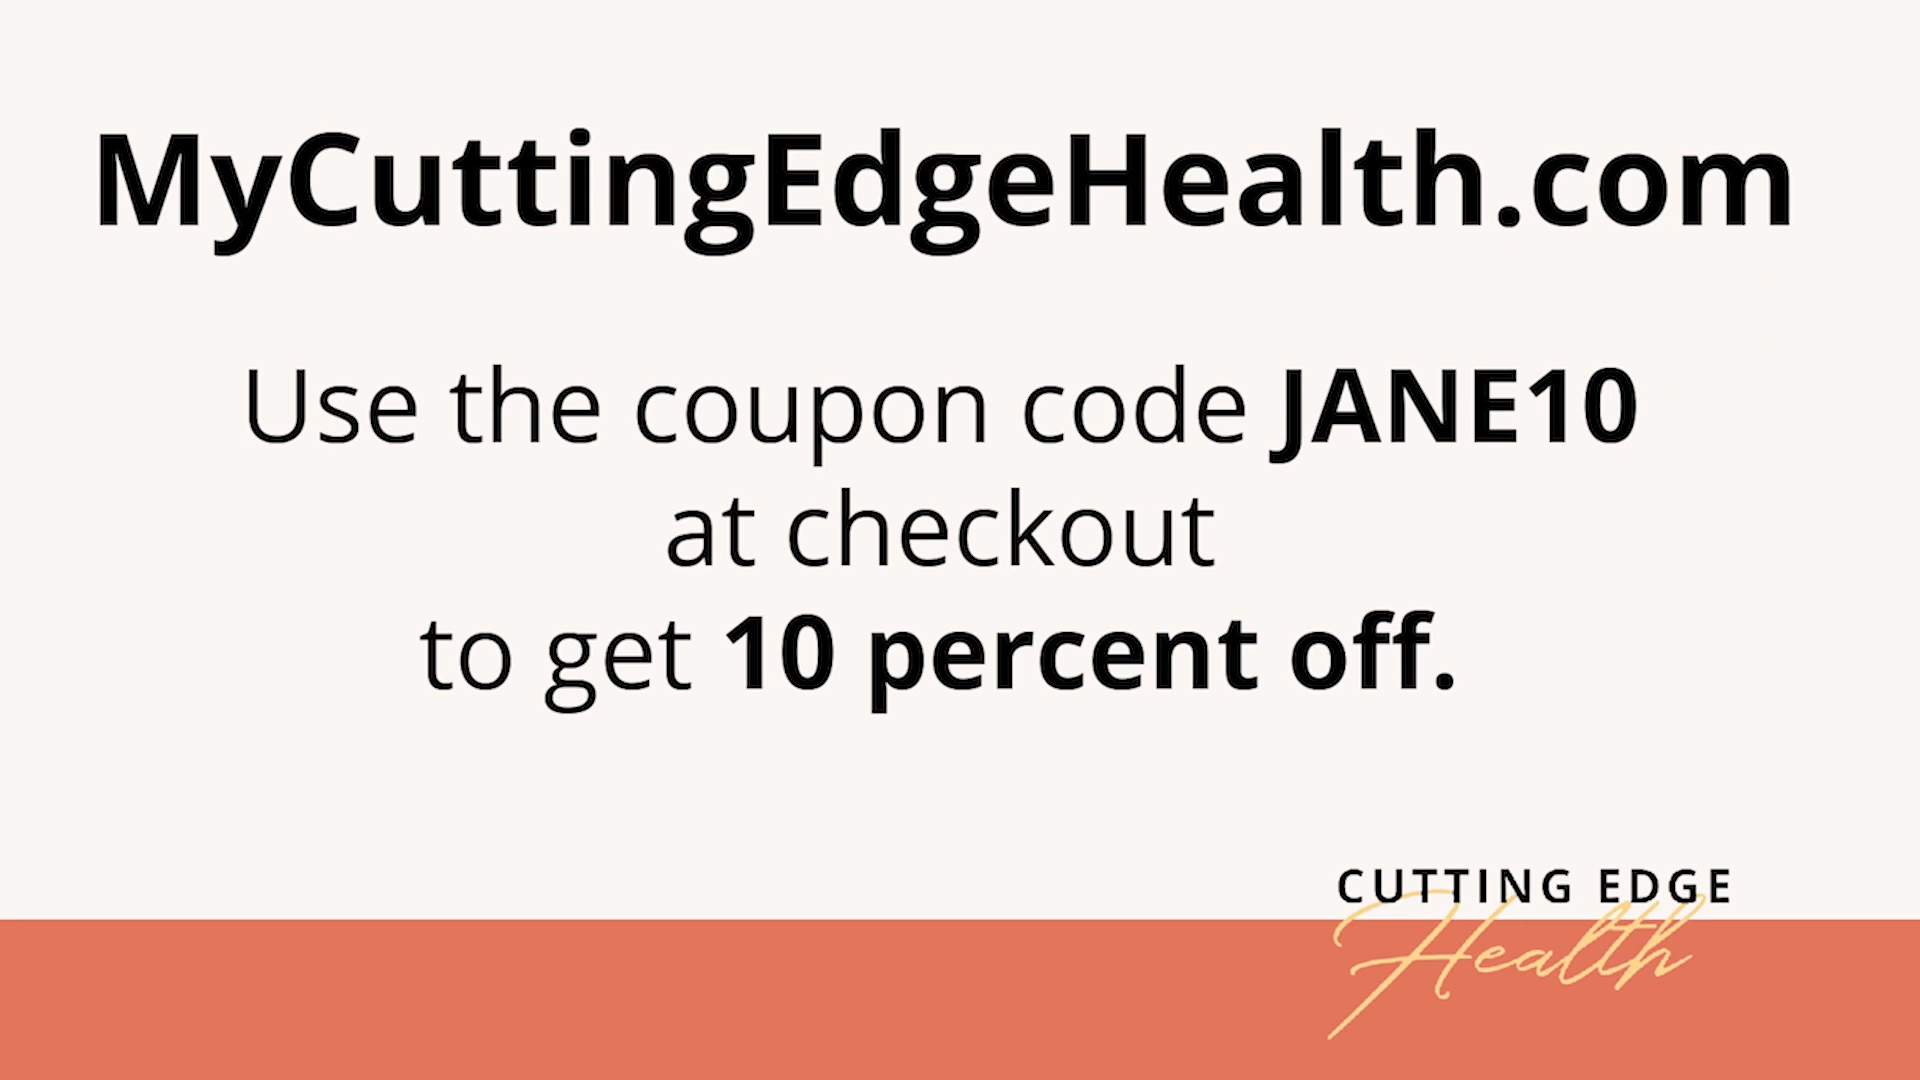 MyCuttingEdgeHealth.com
Use the coupon code JANE10
at checkout
to get 10 percent off.
CUTTING EDGE
Health